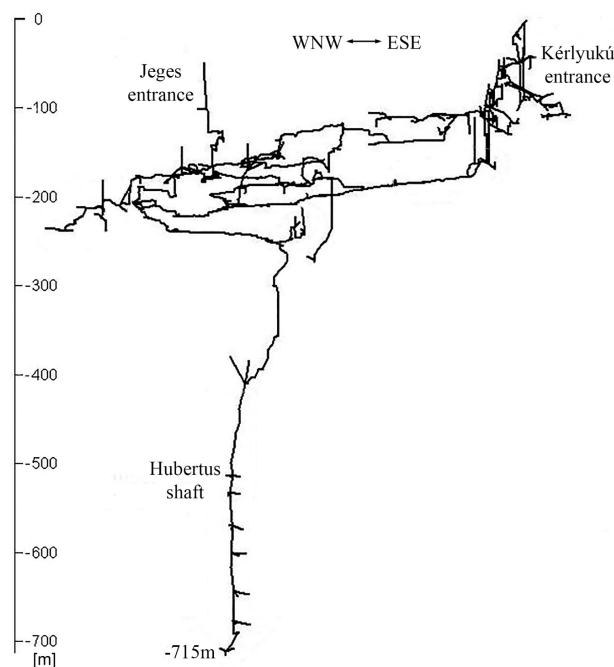 0
WNW ESE
Jeges
entrance
Kérlyukú
entrance
-100
-200
-300
-400
Hubertus
shaft
-500
-600
-700
[m]
-715m